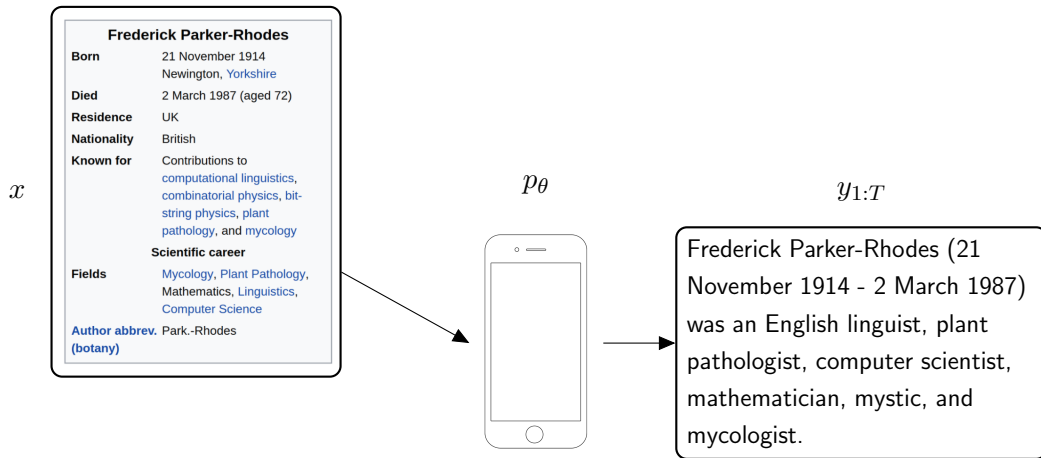 x
Frederick Parker-Rhodes
Born 21 November 1914
Newington, Yorkshire
Died 2 March 1987 (aged 72)
Residence UK
Nationality British
Known for Contributions to
computational linguistics,
combinatorial physics, bit-
string physics, plant
pathology, and mycology
Scientific career
Fields Mycology, Plant Pathology,
Mathematics, Linguistics,
Computer Science
Author abbrev. Park.-Rhodes
(botany)
pθ
y1:T
Frederick Parker-Rhodes (21
November 1914 - 2 March 1987)
was an English linguist, plant
pathologist, computer scientist,
mathematician, mystic, and
mycologist.